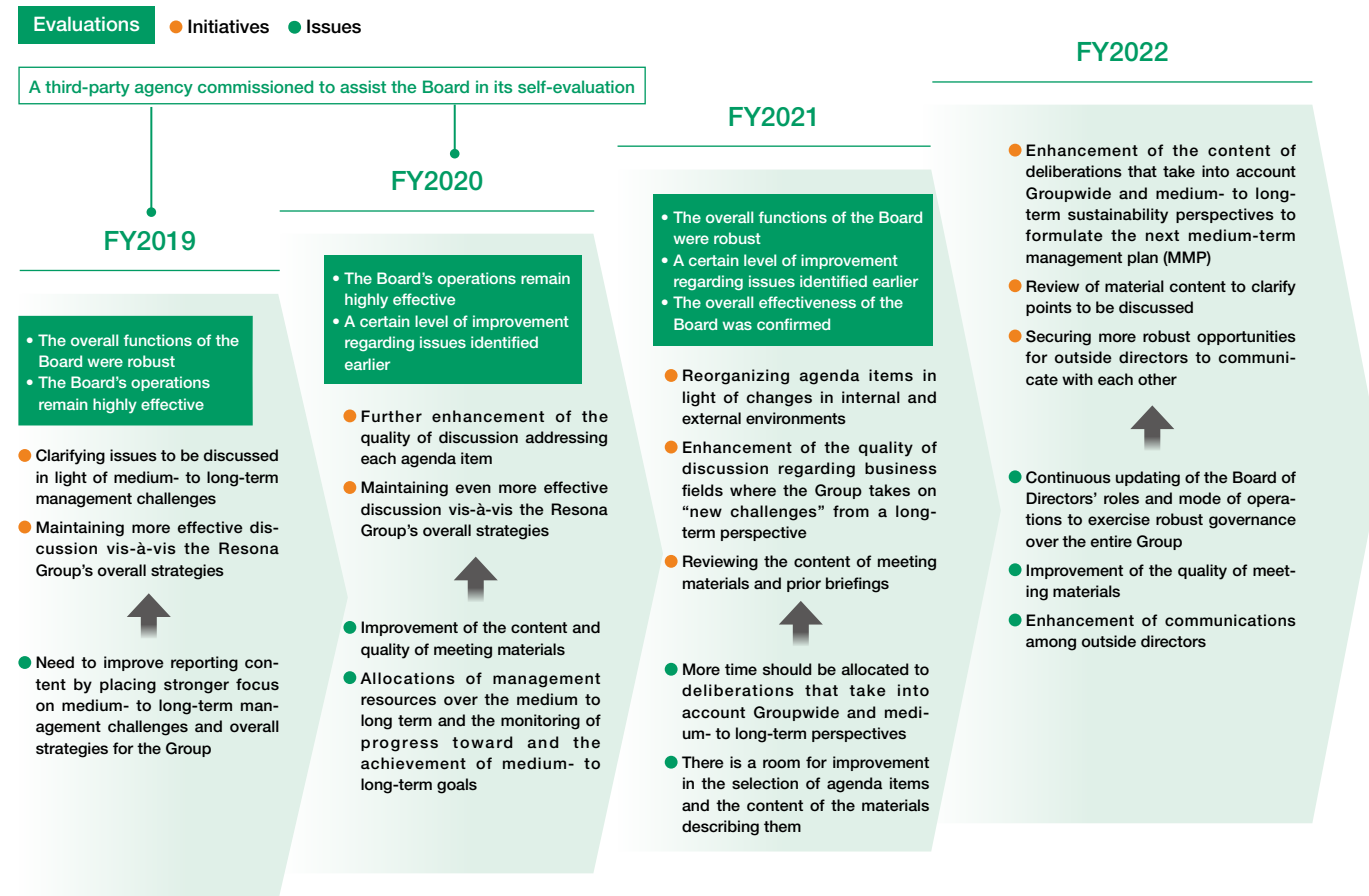 Evaluations
Initiatives
Issues
A third-party agency commissioned to assist the Board in its self-evaluation
FY2019
• The overall functions of the
Board were robust
• The Board's operations
remain highly effective
Clarifying issues to be discussed
in light of medium- to long-term
management challenges
Maintaining more effective dis-
cussion vis-à-vis the Resona
Group's overall strategies
Need to improve reporting con-
tent by placing stronger focus
on medium- to long-term man-
agement challenges and overall
strategies for the Group
FY2020
• The Board's operations remain
highly effective
• A certain level of improvement
regarding issues identified
earlier
Further enhancement of the
quality of discussion addressing
each agenda item
Maintaining even more effective
discussion vis-à-vis the Resona
Group's overall strategies
Improvement of the content and
quality of meeting materials
Allocations of management
resources over the medium to
long term and the monitoring of
progress toward and the
achievement of medium- to
long-term goals
FY2021
• The overall functions of the Board
were robust
• A certain level of improvement
regarding issues identified earlier
• The overall effectiveness of the
Board was confirmed
Reorganizing agenda items in
light of changes in internal and
external environments
Enhancement of the quality of
discussion regarding business
fields where the Group takes on
“new challenges” from a long-
term perspective
Reviewing the content of meeting
materials and prior briefings
More time should be allocated to
deliberations that take into
account Groupwide and medi-
um- to long-term perspectives
There is a room for improvement
in the selection of agenda items
and the content of the materials
describing them
FY2022
Enhancement of the content of
deliberations that take into account
Groupwide and medium- to long-
term sustainability perspectives to
formulate the next medium-term
management plan (MMP)
Review of material content to clarify
points to be discussed
Securing more robust opportunities
for outside directors to communi-
cate with each other
Continuous updating of the Board of
Directors' roles and mode of opera-
tions to exercise robust governance
over the entire Group
Improvement of the quality of meet-
ing materials
Enhancement of communications
among outside directors